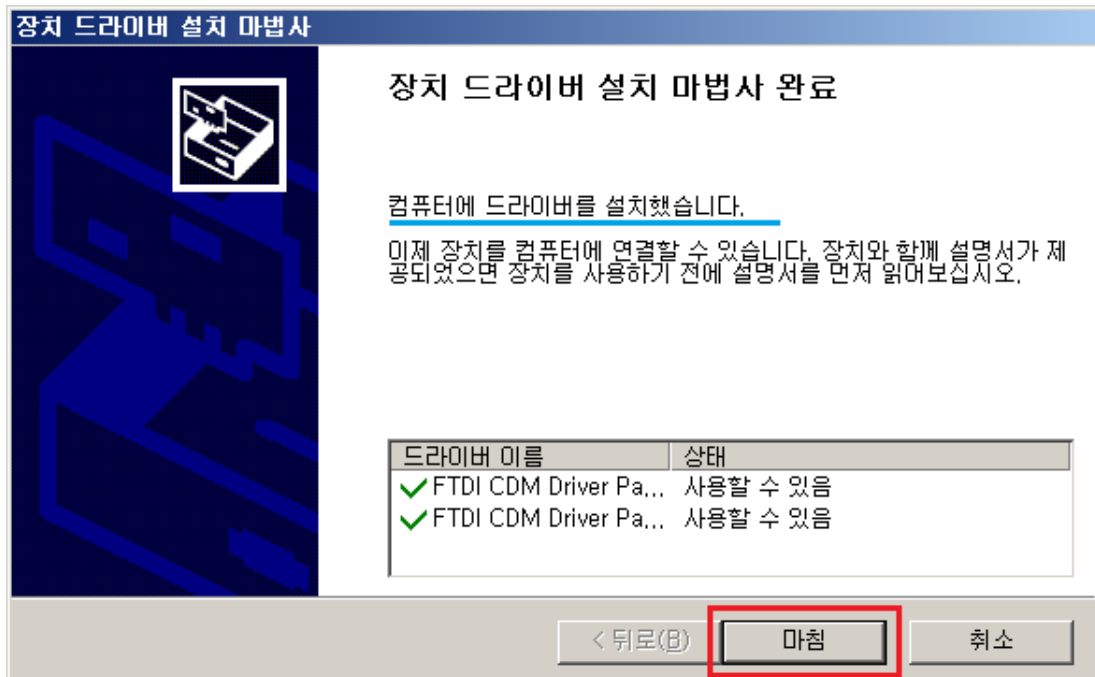 장치 드라이버 설치 마법사
장치 드라이버 설치 마법사 완료
컴퓨터에 드라이버를 설치했습니다.
이제 장치를 컴퓨터에 연결할 수 있습니다. 장치와 함께 설명서가 제
공되었으면 장치를 사용하기 전에 설명서를 먼저 읽어보십시오.
드라이버 이름 상태
FTDI CDM Driver Pa... 사용할 수 있음
FTDI CDM Driver Pa... 사용할 수 있음
< 뒤로(B) 마침 취소